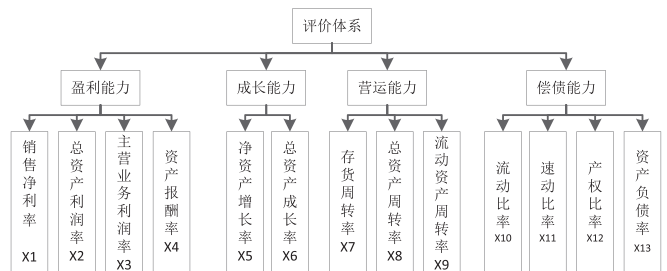 评价体系
盈利能力
成长能力
营运能力
偿债能力
销售净利率 X1
总资产利润率 X2
主营业务利润率 X3
资产报酬率 X4
净资产增长率 X5
总资产成长率 X6
存货周转率 X7
总资产周转率 X8
流动资产周转率 X9
流动比率 X10
速动比率 X11
产权比率 X12
资产负债率 X13